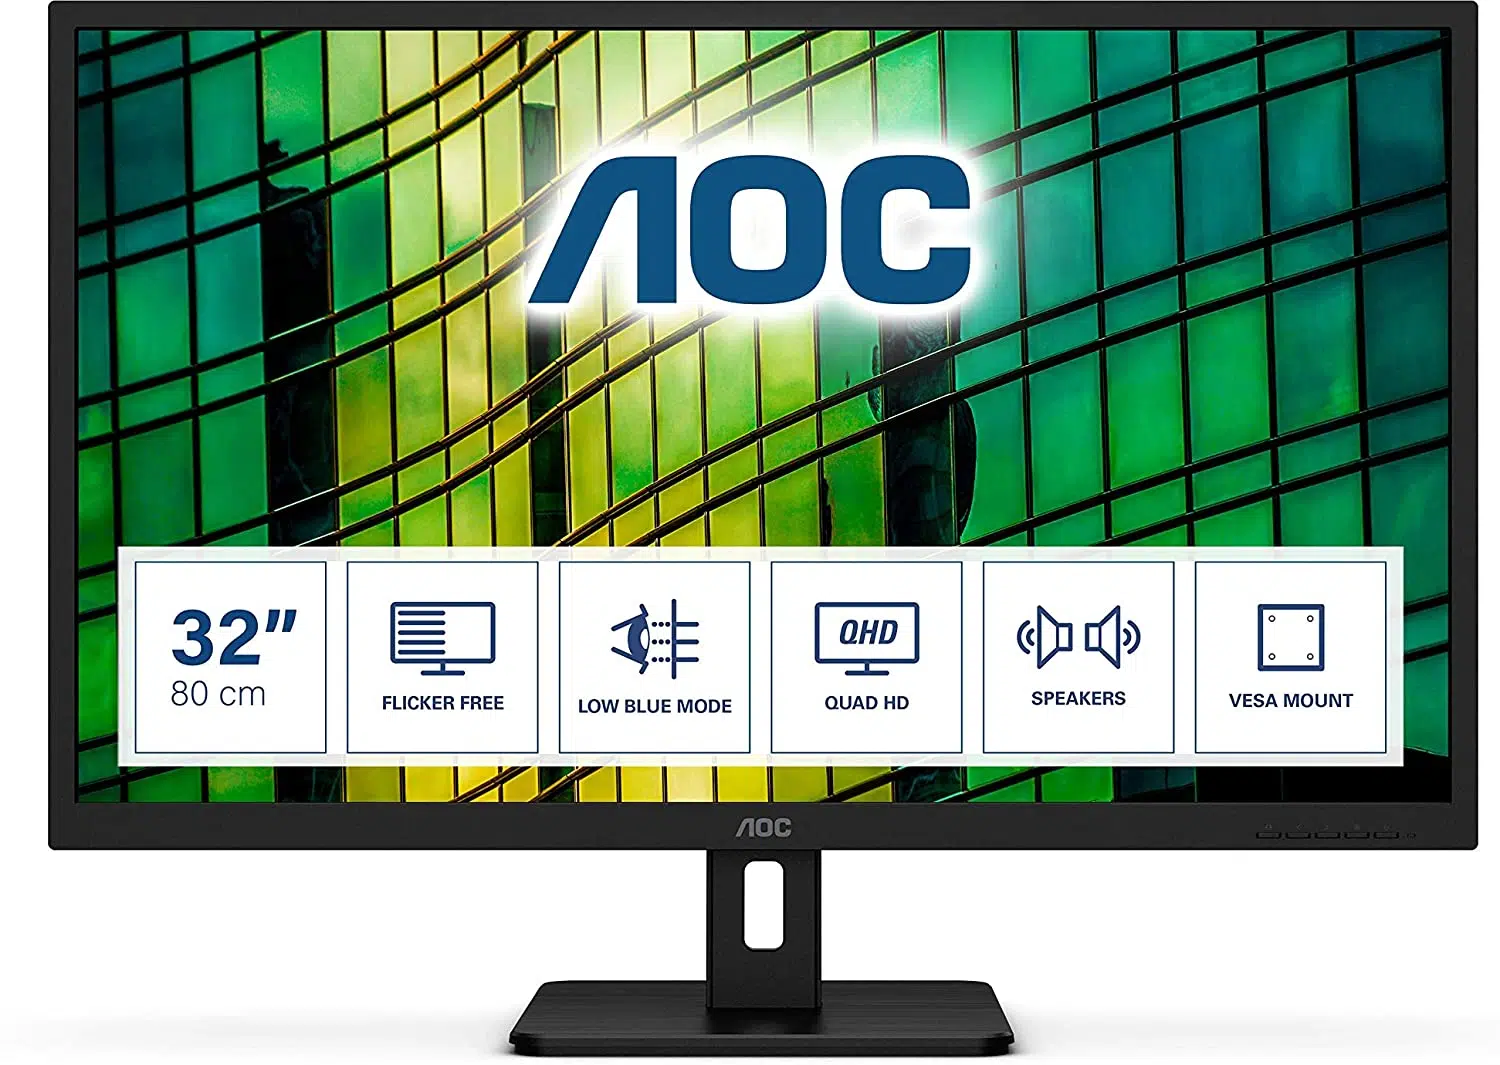 AOC
32"
80 cm
FLICKER FREE
LOW BLUE MODE
QHD
QUAD HD
SPEAKERS
VESA MOUNT
AOC